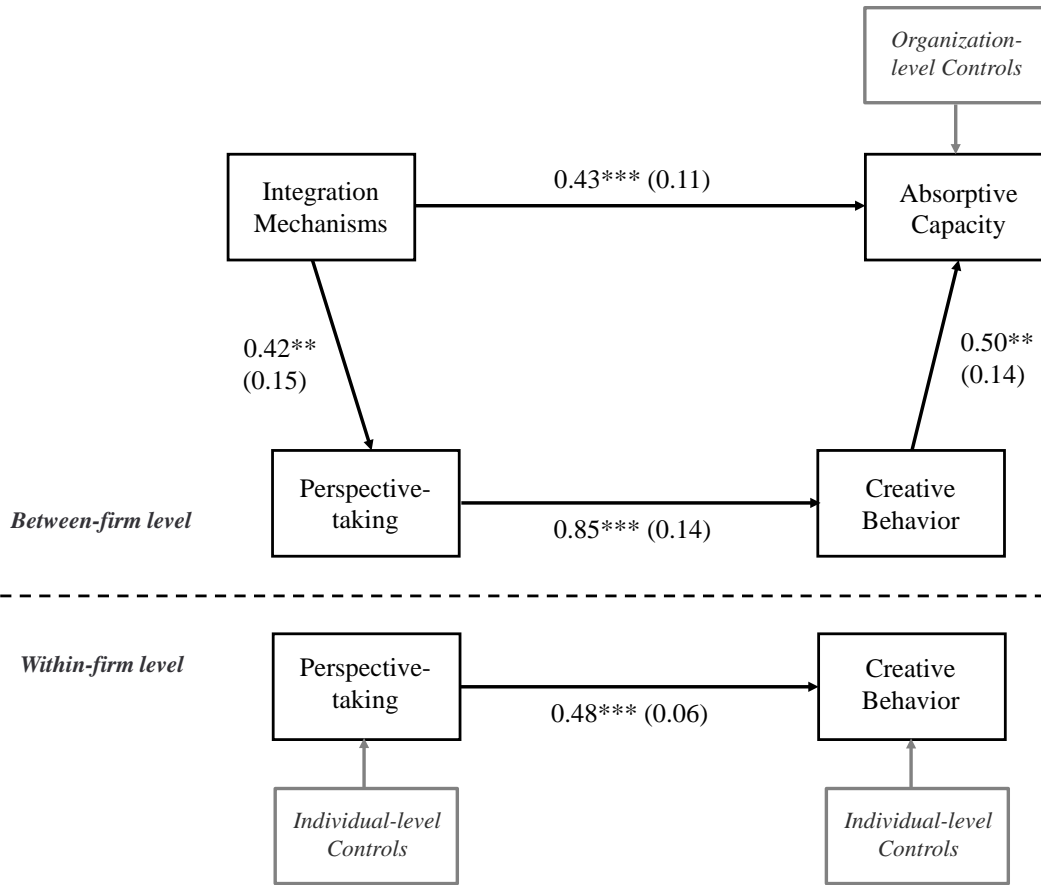 Organization-
level Controls
Integration
Mechanisms
0.43*** (0.11)
Absorptive
Capacity
0.42**
(0.15)
0.50**
(0.14)
Between-firm level
Perspective-
taking
0.85*** (0.14)
Creative
Behavior
Within-firm level
Perspective-
taking
0.48*** (0.06)
Creative
Behavior
Individual-level
Controls
Individual-level
Controls